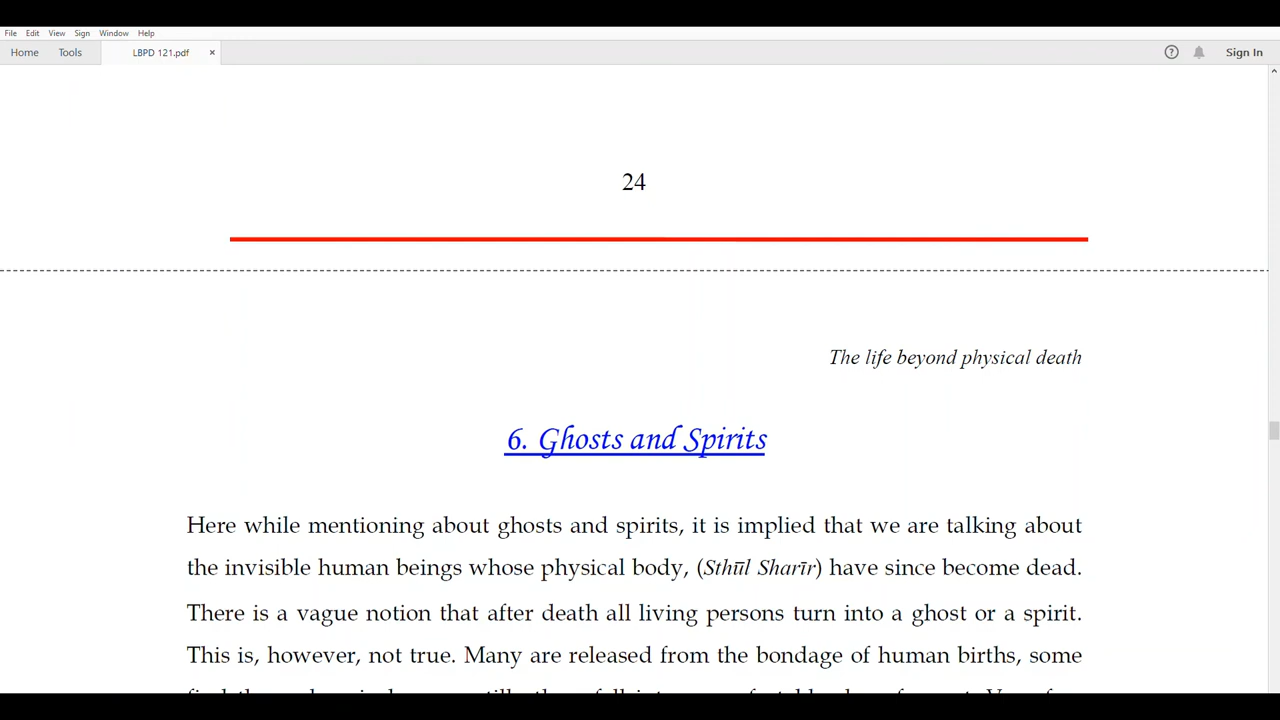 File Edit View Sign Window Help
Home Tools LBPD 121.pdf × ? Sign In
24
The life beyond physical death
6. Ghosts and Spirits
Here while mentioning about ghosts and spirits, it is implied that we are talking about
the invisible human beings whose physical body, (Sthūl Sharīr) have since become dead.
There is a vague notion that after death all living persons turn into a ghost or a spirit.
This is, however, not true. Many are released from the bondage of human births, some